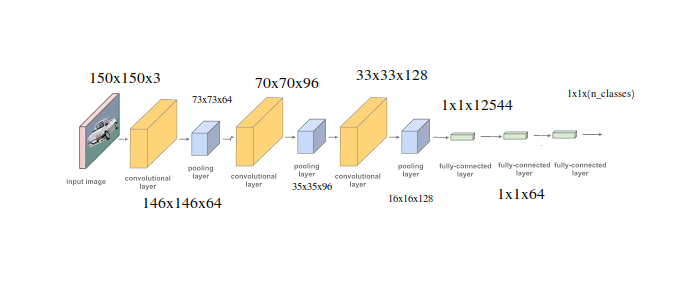 150x150x3
73x73x64
70x70x96
33x33x128
1x1x12544
1x1x(n_classes)
input image
convolutional
layer
pooling
layer
convolutional
layer
pooling
layer
convolutional
layer
pooling
layer
fully-connected
layer
fully-connected
layer
fully-connected
layer
146x146x64
35x35x96
16x16x128
1x1x64